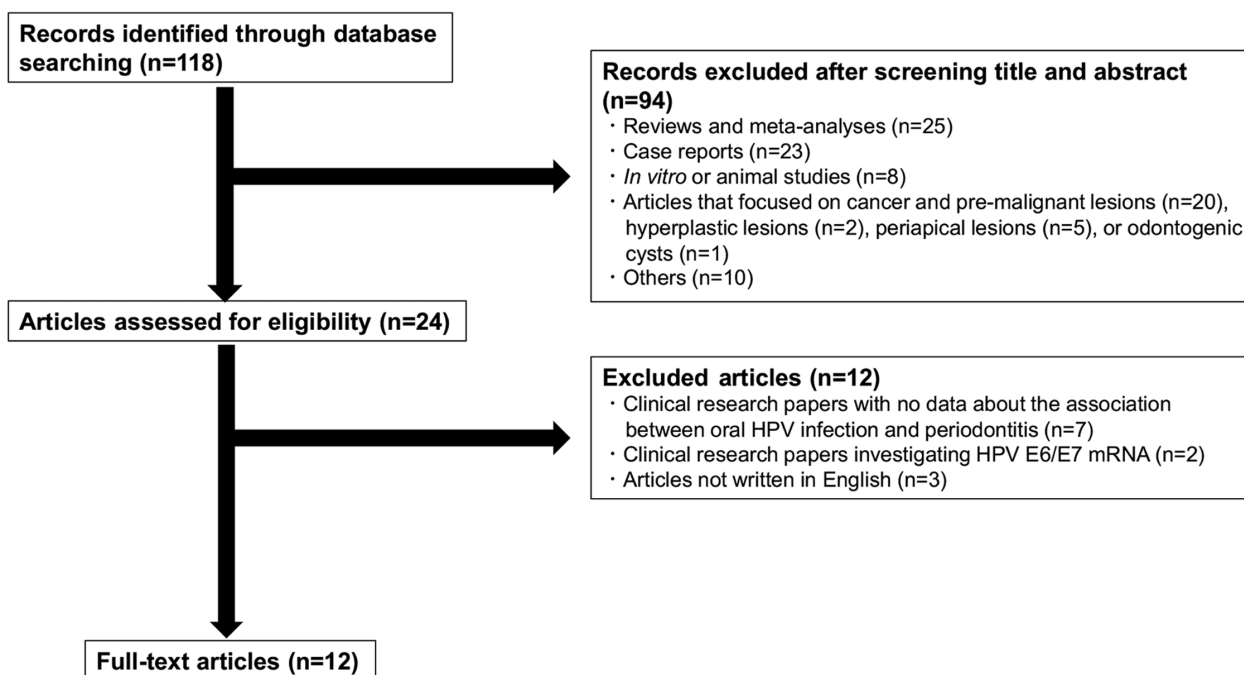 Records identified through database
searching (n=118)
Records excluded after screening title and abstract
(n=94)
・Reviews and meta-analyses (n=25)
・Case reports (n=23)
・In vitro or animal studies (n=8)
・Articles that focused on cancer and pre-malignant lesions (n=20),
hyperplastic lesions (n=2), periapical lesions (n=5), or odontogenic
cysts (n=1)
・Others (n=10)
Articles assessed for eligibility (n=24)
Excluded articles (n=12)
・Clinical research papers with no data about the association
between oral HPV infection and periodontitis (n=7)
・Clinical research papers investigating HPV E6/E7 mRNA (n=2)
・Articles not written in English (n=3)
Full-text articles (n=12)